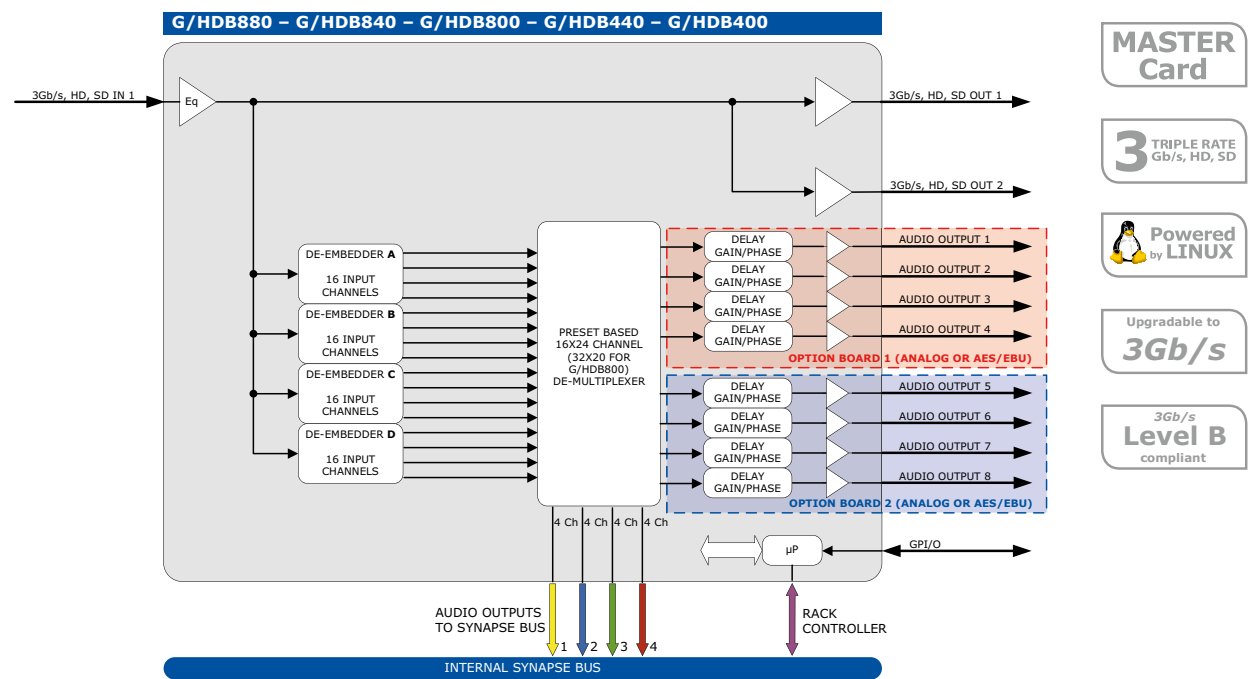 G/HDB880 – G/HDB840 – G/HDB800 – G/HDB440 – G/HDB400
3Gb/s, HD, SD IN 1
Eq
3Gb/s, HD, SD OUT 1
3Gb/s, HD, SD OUT 2
DE-EMBEDDER A
16 INPUT
CHANNELS
DE-EMBEDDER B
16 INPUT
CHANNELS
DE-EMBEDDER C
16 INPUT
CHANNELS
DE-EMBEDDER D
16 INPUT
CHANNELS
PRESET BASED
16X24 CHANNEL
(32X20 FOR
G/HDB800)
DE-MULTIPLEXER
DELAY
GAIN/PHASE
AUDIO OUTPUT 1
DELAY
GAIN/PHASE
AUDIO OUTPUT 2
DELAY
GAIN/PHASE
AUDIO OUTPUT 3
DELAY
GAIN/PHASE
AUDIO OUTPUT 4
OPTION BOARD 1 (ANALOG OR AES/EBU)
DELAY
GAIN/PHASE
AUDIO OUTPUT 5
DELAY
GAIN/PHASE
AUDIO OUTPUT 6
DELAY
GAIN/PHASE
AUDIO OUTPUT 7
DELAY
GAIN/PHASE
AUDIO OUTPUT 8
OPTION BOARD 2 (ANALOG OR AES/EBU)
4 Ch 4 Ch 4 Ch 4 Ch
µP
GPI/O
AUDIO OUTPUTS
TO SYNAPSE BUS
1 2 3 4
RACK
CONTROLLER
INTERNAL SYNAPSE BUS
MASTER
Card
3 TRIPLE RATE
Gb/s, HD, SD
Powered
by LINUX
Upgradable to
3Gb/s
3Gb/s
Level B
compliant